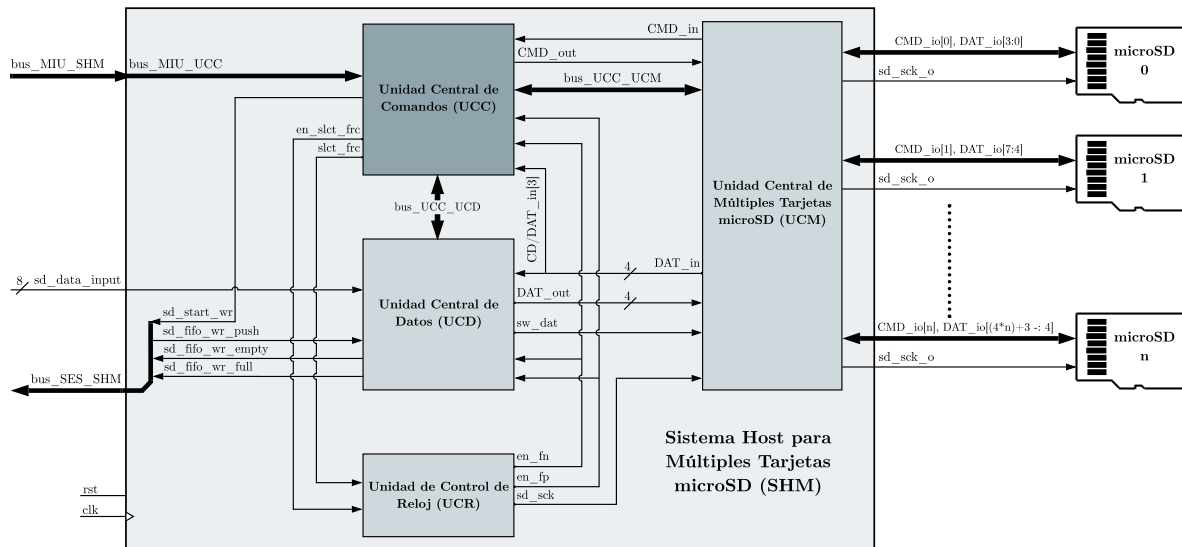 CMD_in
CMD_out
bus_MIU_SHM
bus_MIU_UCC
Unidad Central de
Comandos (UCC)
bus_UCC_UCM
en_slct_frc
slct_frc
bus_UCC_UCD
CD/DAT_in[3]
Unidad Central de
Múltiples Tarjetas
microSD (UCM)
CMD_io[0], DAT_io[3:0]
sd_sck_o
microSD
0
CMD_io[1], DAT_io[7:4]
sd_sck_o
microSD
1
CMD_io[n], DAT_io[(4*n)+3 -: 4]
sd_sck_o
microSD
n
8
sd_data_input
4
DAT_in
Unidad Central de
Datos (UCD)
DAT_out
4
sw_dat
sd_start_wr
sd_fifo_wr_push
sd_fifo_wr_empty
sd_fifo_wr_full
bus_SES_SHM
Unidad de Control de
Reloj (UCR)
en_fn
en_fp
sd_sck
Sistema Host para
Múltiples Tarjetas
microSD (SHM)
rst
clk